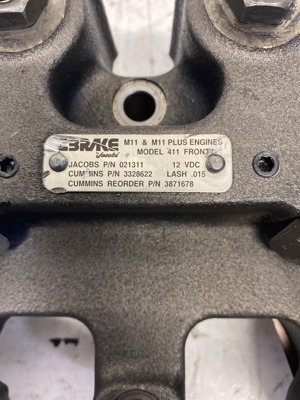 M11 & M11 PLUS ENGINES
BRAKE MODEL 411 FRONT
by Jacobs
JACOBS P/N 021311 12 VDC
CUMMINS P/N 3328622 LASH .015
CUMMINS REORDER P/N 3871678